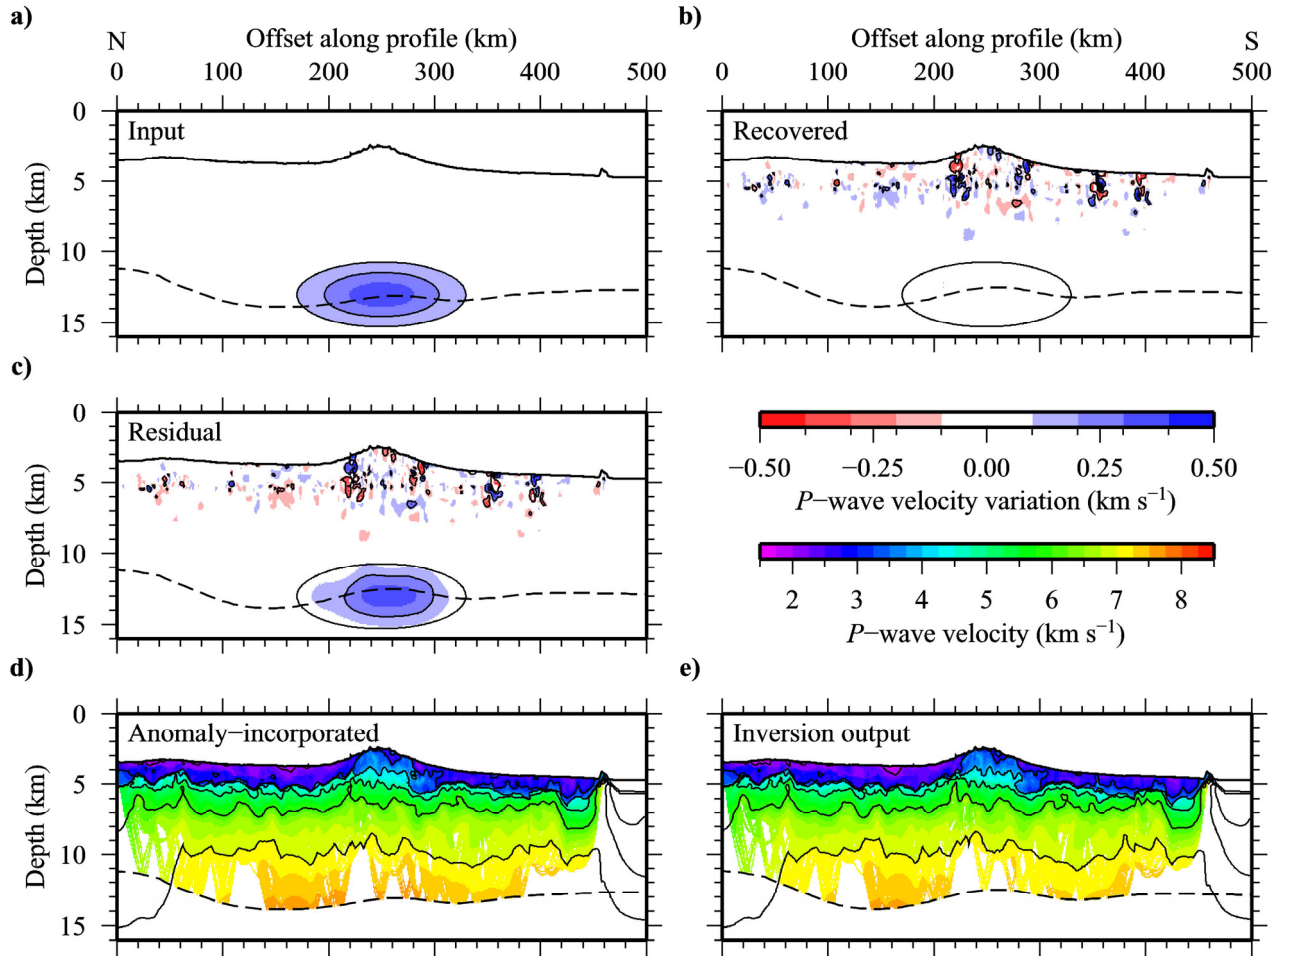 a)
b)
N
Offset along profile (km)
Offset along profile (km)
S
0 100 200 300 400 500
0 100 200 300 400 500
0
5
10
15
Depth (km)
Input
Recovered
c)
0
5
10
15
Depth (km)
Residual
−0.50 −0.25 0.00 0.25 0.50
P−wave velocity variation (km s⁻¹)
2 3 4 5 6 7 8
P−wave velocity (km s⁻¹)
d)
e)
0
5
10
15
Depth (km)
Anomaly−incorporated
Inversion output